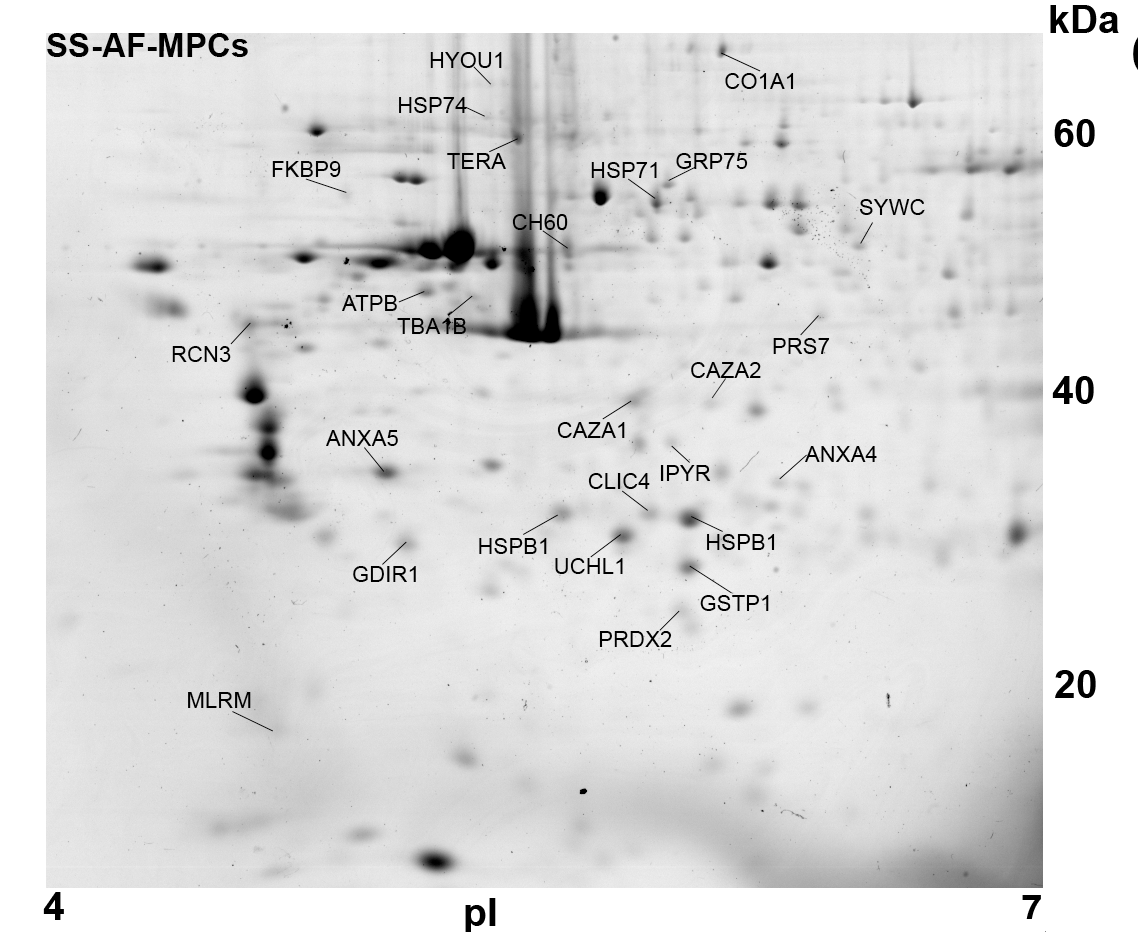 kDa
SS-AF-MPCs
HYOU1
CO1A1
HSP74
60
TERA
GRP75
FKBP9
HSP71
SYWC
CH60
ATPB
TBA1B
RCN3
PRS7
CAZA2
40
CAZA1
ANXA5
ANXA4
IPYR
CLIC4
HSPB1
HSPB1
UCHL1
GDIR1
GSTP1
PRDX2
20
MLRM
4
pI
7